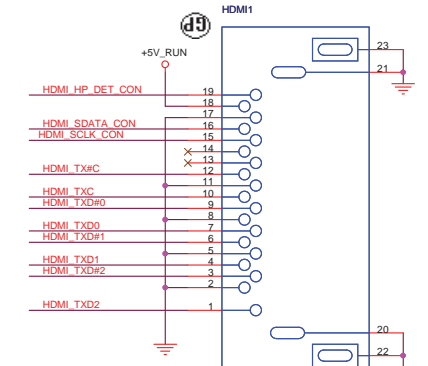 HDMI1
GP
+5V_RUN
23
21
HDMI_HP_DET_CON 19
18
17
HDMI_SDATA_CON 16
HDMI_SCLK_CON 15
14
13
HDMI_TX#C 12
11
HDMI_TXC 10
HDMI_TXD#0 9
8
HDMI_TXD0 7
HDMI_TXD#1 6
5
HDMI_TXD1 4
HDMI_TXD#2 3
2
HDMI_TXD2 1
20
22